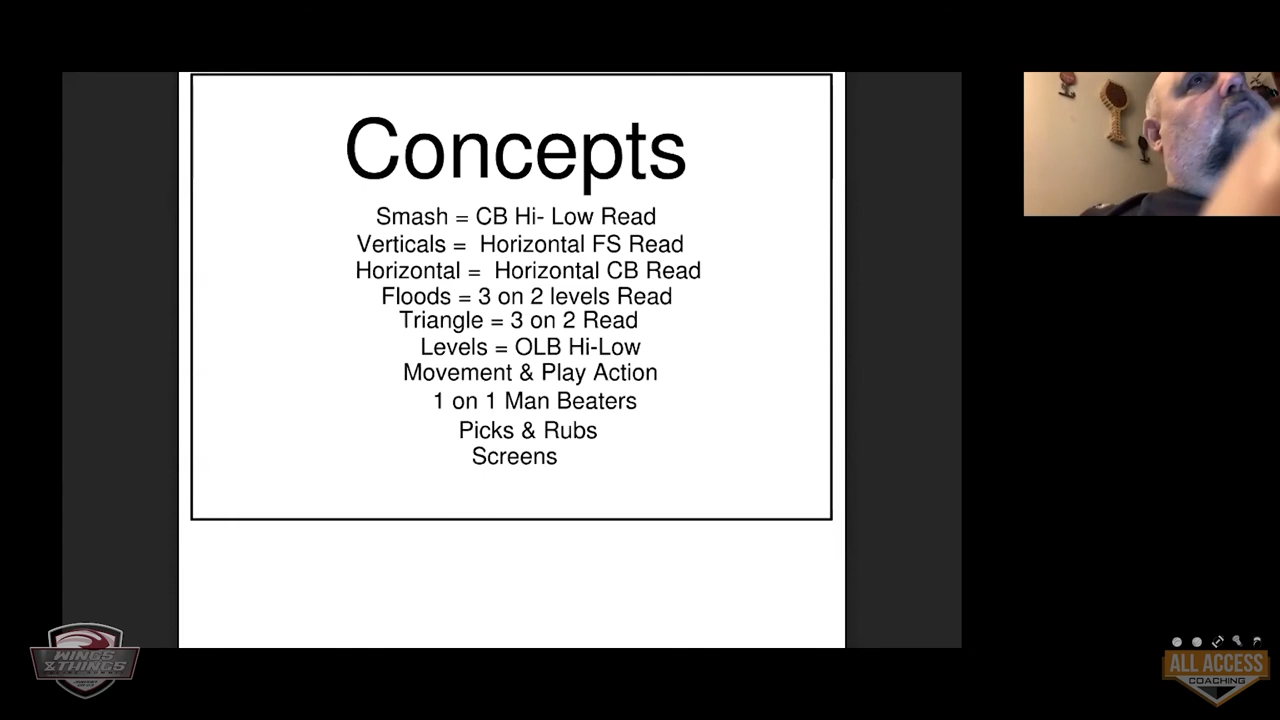 Concepts
Smash = CB Hi- Low Read
Verticals = Horizontal FS Read
Horizontal = Horizontal CB Read
Floods = 3 on 2 levels Read
Triangle = 3 on 2 Read
Levels = OLB Hi-Low
Movement & Play Action
1 on 1 Man Beaters
Picks & Rubs
Screens
WINGS
&THINGS
ALL ACCESS
COACHING